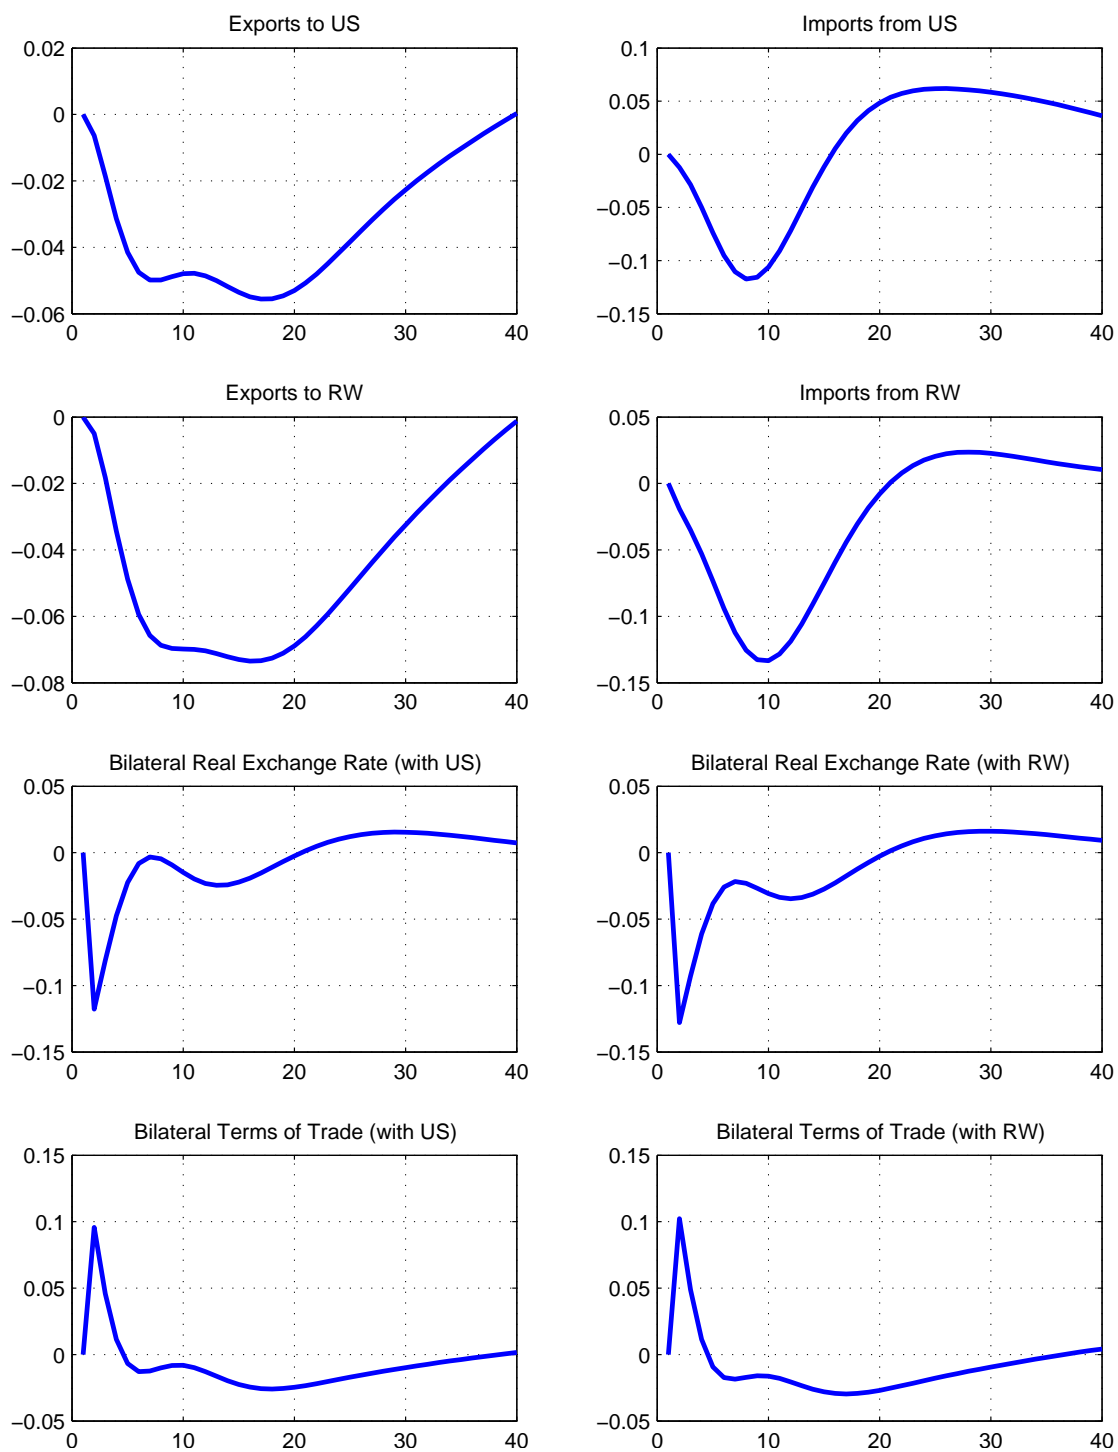 Exports to US
0.02
0
−0.02
−0.04
−0.06
0 10 20 30 40
Imports from US
0.1
0.05
0
−0.05
−0.1
−0.15
0 10 20 30 40
Exports to RW
0
−0.02
−0.04
−0.06
−0.08
0 10 20 30 40
Imports from RW
0.05
0
−0.05
−0.1
−0.15
0 10 20 30 40
Bilateral Real Exchange Rate (with US)
0.05
0
−0.05
−0.1
−0.15
0 10 20 30 40
Bilateral Real Exchange Rate (with RW)
0.05
0
−0.05
−0.1
−0.15
0 10 20 30 40
Bilateral Terms of Trade (with US)
0.15
0.1
0.05
0
−0.05
0 10 20 30 40
Bilateral Terms of Trade (with RW)
0.15
0.1
0.05
0
−0.05
0 10 20 30 40